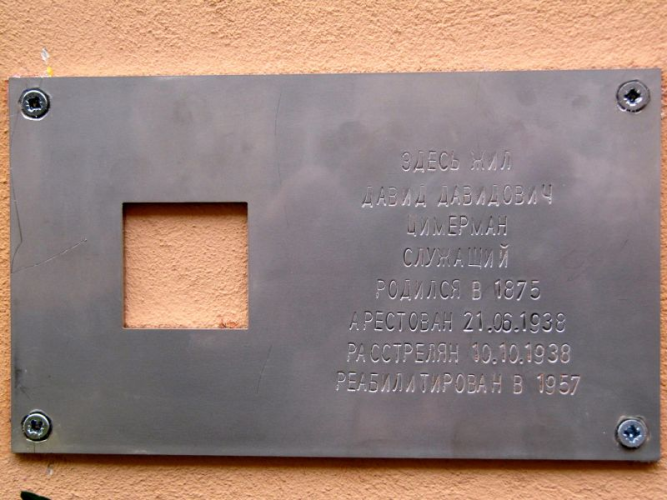 ЗДЕСЬ ЖИЛ
ДАВИД ДАВИДОВИЧ
ЦИМЕРМАН
СЛУЖАЩИЙ
РОДИЛСЯ В 1875
АРЕСТОВАН 21.06.1938
РАССТРЕЛЯН 10.10.1938
РЕАБИЛИТИРОВАН В 1957